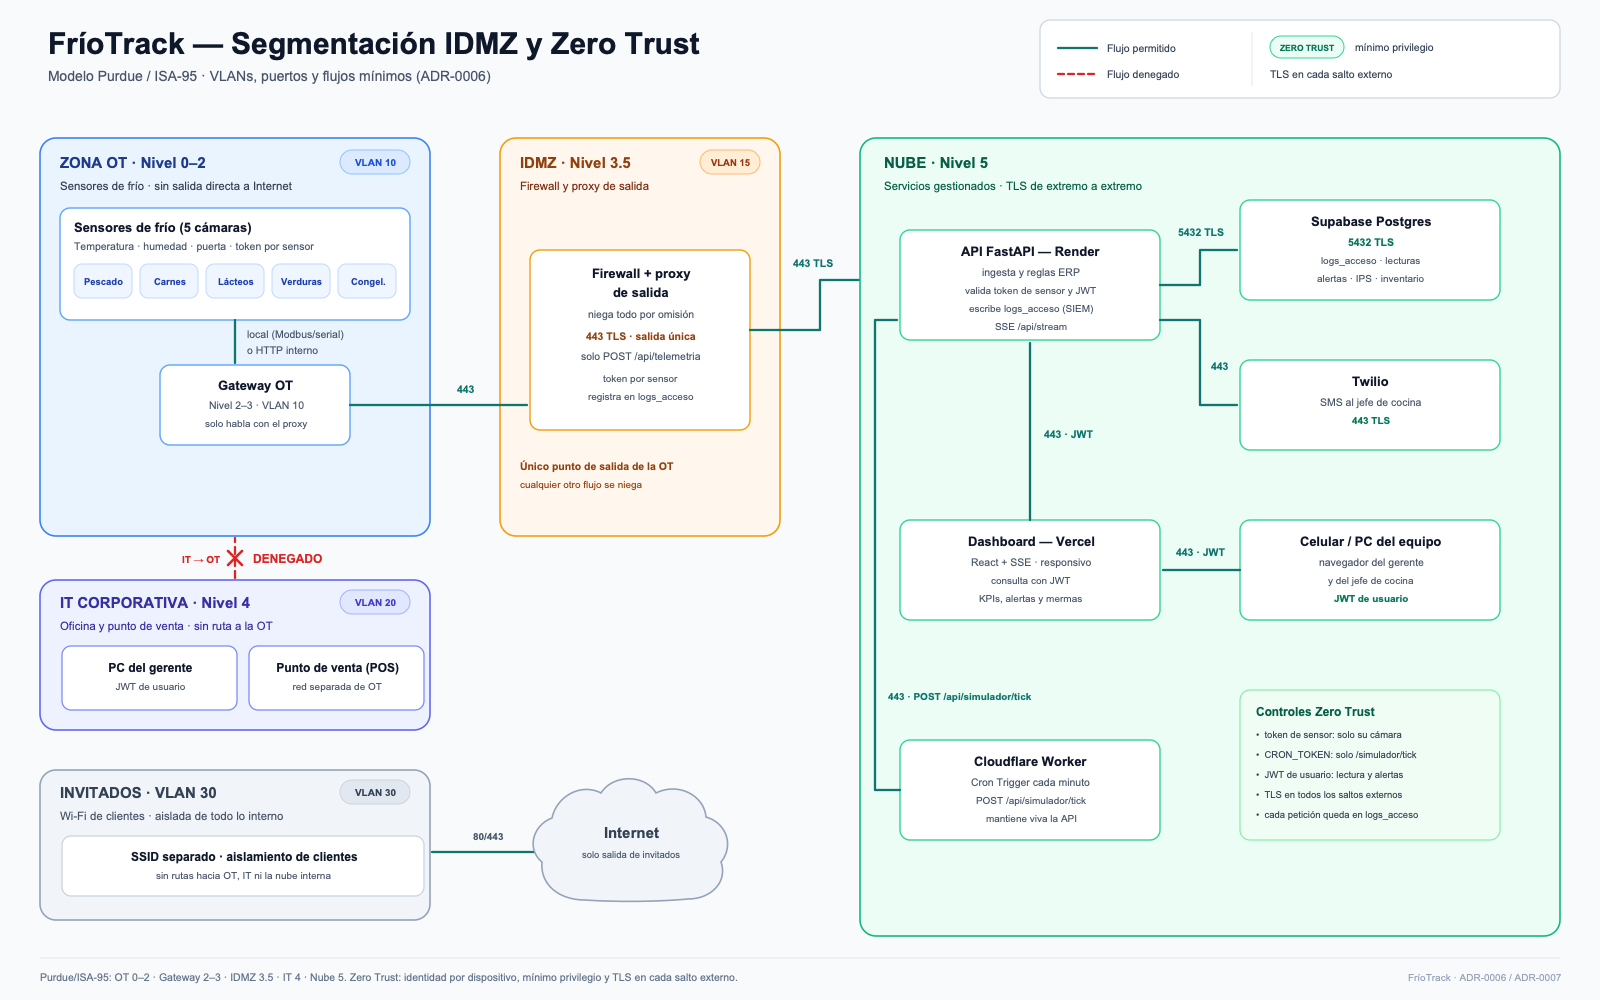 FríoTrack — Segmentación IDMZ y Zero Trust
Modelo Purdue / ISA-95 · VLANs, puertos y flujos mínimos (ADR-0006)
Flujo permitido
Flujo denegado
ZERO TRUST
mínimo privilegio
TLS en cada salto externo
ZONA OT · Nivel 0–2
VLAN 10
Sensores de frío · sin salida directa a Internet
Sensores de frío (5 cámaras)
Temperatura · humedad · puerta · token por sensor
Pescado
Carnes
Lácteos
Verduras
Congel.
local (Modbus/serial)
o HTTP interno
Gateway OT
Nivel 2–3 · VLAN 10
solo habla con el proxy
443
IDMZ · Nivel 3.5
VLAN 15
Firewall y proxy de salida
Firewall + proxy
de salida
niega todo por omisión
443 TLS · salida única
solo POST /api/telemetria
token por sensor
registra en logs_acceso
Único punto de salida de la OT
cualquier otro flujo se niega
443 TLS
NUBE · Nivel 5
Servicios gestionados · TLS de extremo a extremo
API FastAPI — Render
ingesta y reglas ERP
valida token de sensor y JWT
escribe logs_acceso (SIEM)
SSE /api/stream
5432 TLS
Supabase Postgres
5432 TLS
logs_acceso · lecturas
alertas · IPS · inventario
443
Twilio
SMS al jefe de cocina
443 TLS
443 · JWT
Dashboard — Vercel
React + SSE · responsivo
consulta con JWT
KPIs, alertas y mermas
443 · JWT
Celular / PC del equipo
navegador del gerente
y del jefe de cocina
JWT de usuario
443 · POST /api/simulador/tick
Cloudflare Worker
Cron Trigger cada minuto
POST /api/simulador/tick
mantiene viva la API
Controles Zero Trust
• token de sensor: solo su cámara
• CRON_TOKEN: solo /simulador/tick
• JWT de usuario: lectura y alertas
• TLS en todos los saltos externos
• cada petición queda en logs_acceso
IT→OT
DENEGADO
IT CORPORATIVA · Nivel 4
VLAN 20
Oficina y punto de venta · sin ruta a la OT
PC del gerente
JWT de usuario
Punto de venta (POS)
red separada de OT
INVITADOS · VLAN 30
VLAN 30
Wi-Fi de clientes · aislada de todo lo interno
SSID separado · aislamiento de clientes
sin rutas hacia OT, IT ni la nube interna
80/443
Internet
solo salida de invitados
Purdue/ISA-95: OT 0–2 · Gateway 2–3 · IDMZ 3.5 · IT 4 · Nube 5. Zero Trust: identidad por dispositivo, mínimo privilegio y TLS en cada salto externo.
FríoTrack · ADR-0006 / ADR-0007